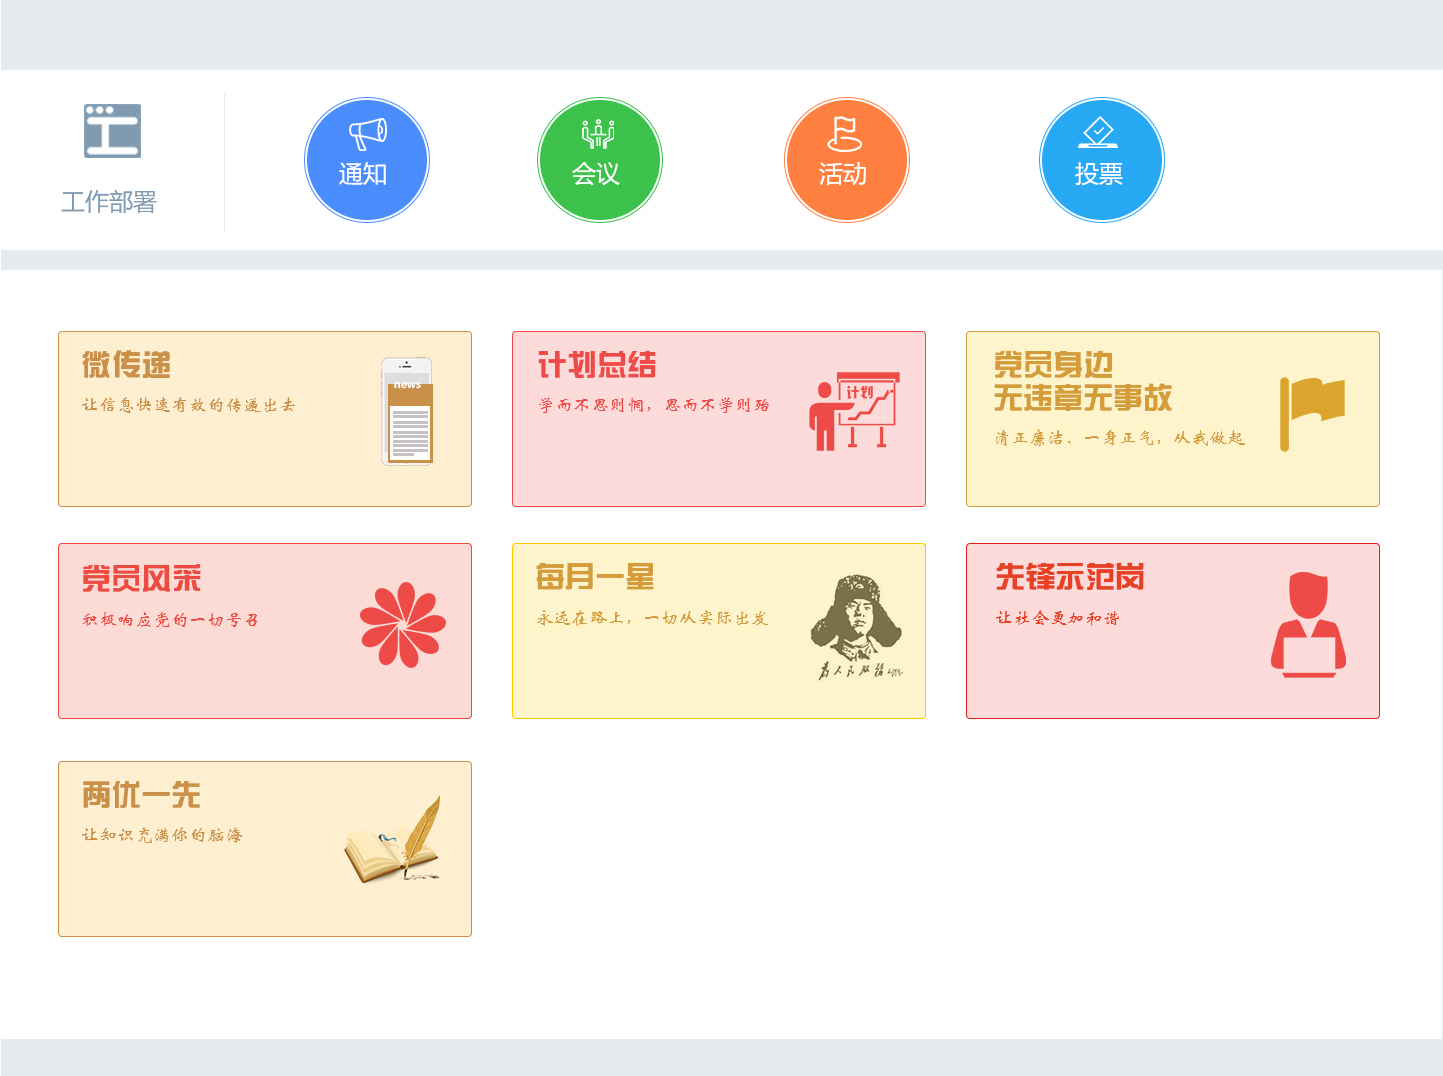 工作部署
通知
会议
活动
投票
微传递
让信息快速有效的传递出去
news
计划总结
学而不思则惘，思而不学则殆
计划
党员身边
无违章无事故
清正廉洁、一身正气，从我做起
党员风采
积极响应党的一切号召
每月一星
永远在路上，一切从实际出发
为人民服务
先锋示范岗
让社会更加和谐
两优一先
让知识充满你的脑海